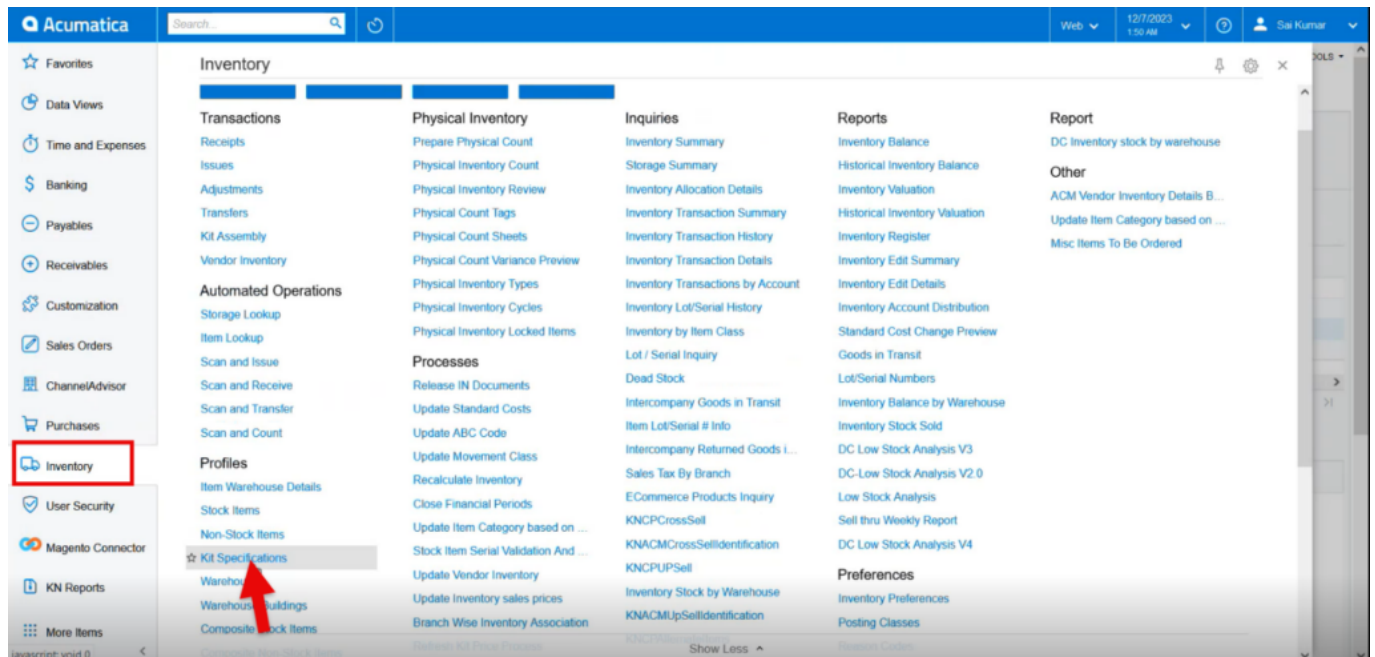 Acumatica
Search...
Web
12/7/2023
1:50 AM
Sai Kumar
Favorites
Data Views
Time and Expenses
Banking
Payables
Receivables
Customization
Sales Orders
ChannelAdvisor
Purchases
Inventory
User Security
Magento Connector
KN Reports
More Items
javascript: void 0
Inventory
OOLS
Transactions
Receipts
Issues
Adjustments
Transfers
Kit Assembly
Vendor Inventory
Automated Operations
Storage Lookup
Item Lookup
Scan and Issue
Scan and Receive
Scan and Transfer
Scan and Count
Profiles
Item Warehouse Details
Stock Items
Non-Stock Items
Kit Specifications
Warehouse Buildings
Composite Stock Items
Composite Non-Stock Items
Physical Inventory
Prepare Physical Count
Physical Inventory Count
Physical Inventory Review
Physical Count Tags
Physical Count Sheets
Physical Count Variance Preview
Physical Inventory Types
Physical Inventory Cycles
Physical Inventory Locked Items
Processes
Release IN Documents
Update Standard Costs
Update ABC Code
Update Movement Class
Recalculate Inventory
Close Financial Periods
Update Item Category based on ...
Stock Item Serial Validation And ...
Update Vendor Inventory
Update Inventory sales prices
Branch Wise Inventory Association
Refresh Kit Price Process
Inquiries
Inventory Summary
Storage Summary
Inventory Allocation Details
Inventory Transaction Summary
Inventory Transaction History
Inventory Transaction Details
Inventory Transactions by Account
Inventory Lot/Serial History
Inventory by Item Class
Lot / Serial Inquiry
Dead Stock
Intercompany Goods in Transit
Item Lot/Serial # Info
Intercompany Returned Goods i...
Sales Tax By Branch
ECommerce Products Inquiry
KNCPCrossSell
KNACMCrossSellIdentification
KNCPUPSell
Inventory Stock by Warehouse
KNACMUpSellIdentification
Show Less
Reports
Inventory Balance
Historical Inventory Balance
Inventory Valuation
Historical Inventory Valuation
Inventory Register
Inventory Edit Summary
Inventory Edit Details
Inventory Account Distribution
Standard Cost Change Preview
Goods in Transit
Lot/Serial Numbers
Inventory Balance by Warehouse
Inventory Stock Sold
DC Low Stock Analysis V3
DC-Low Stock Analysis V2.0
Low Stock Analysis
Sell thru Weekly Report
DC Low Stock Analysis V4
Preferences
Inventory Preferences
Posting Classes
Reason Codes
Report
DC Inventory stock by warehouse
Other
ACM Vendor Inventory Details B...
Update Item Category based on ...
Misc Items To Be Ordered